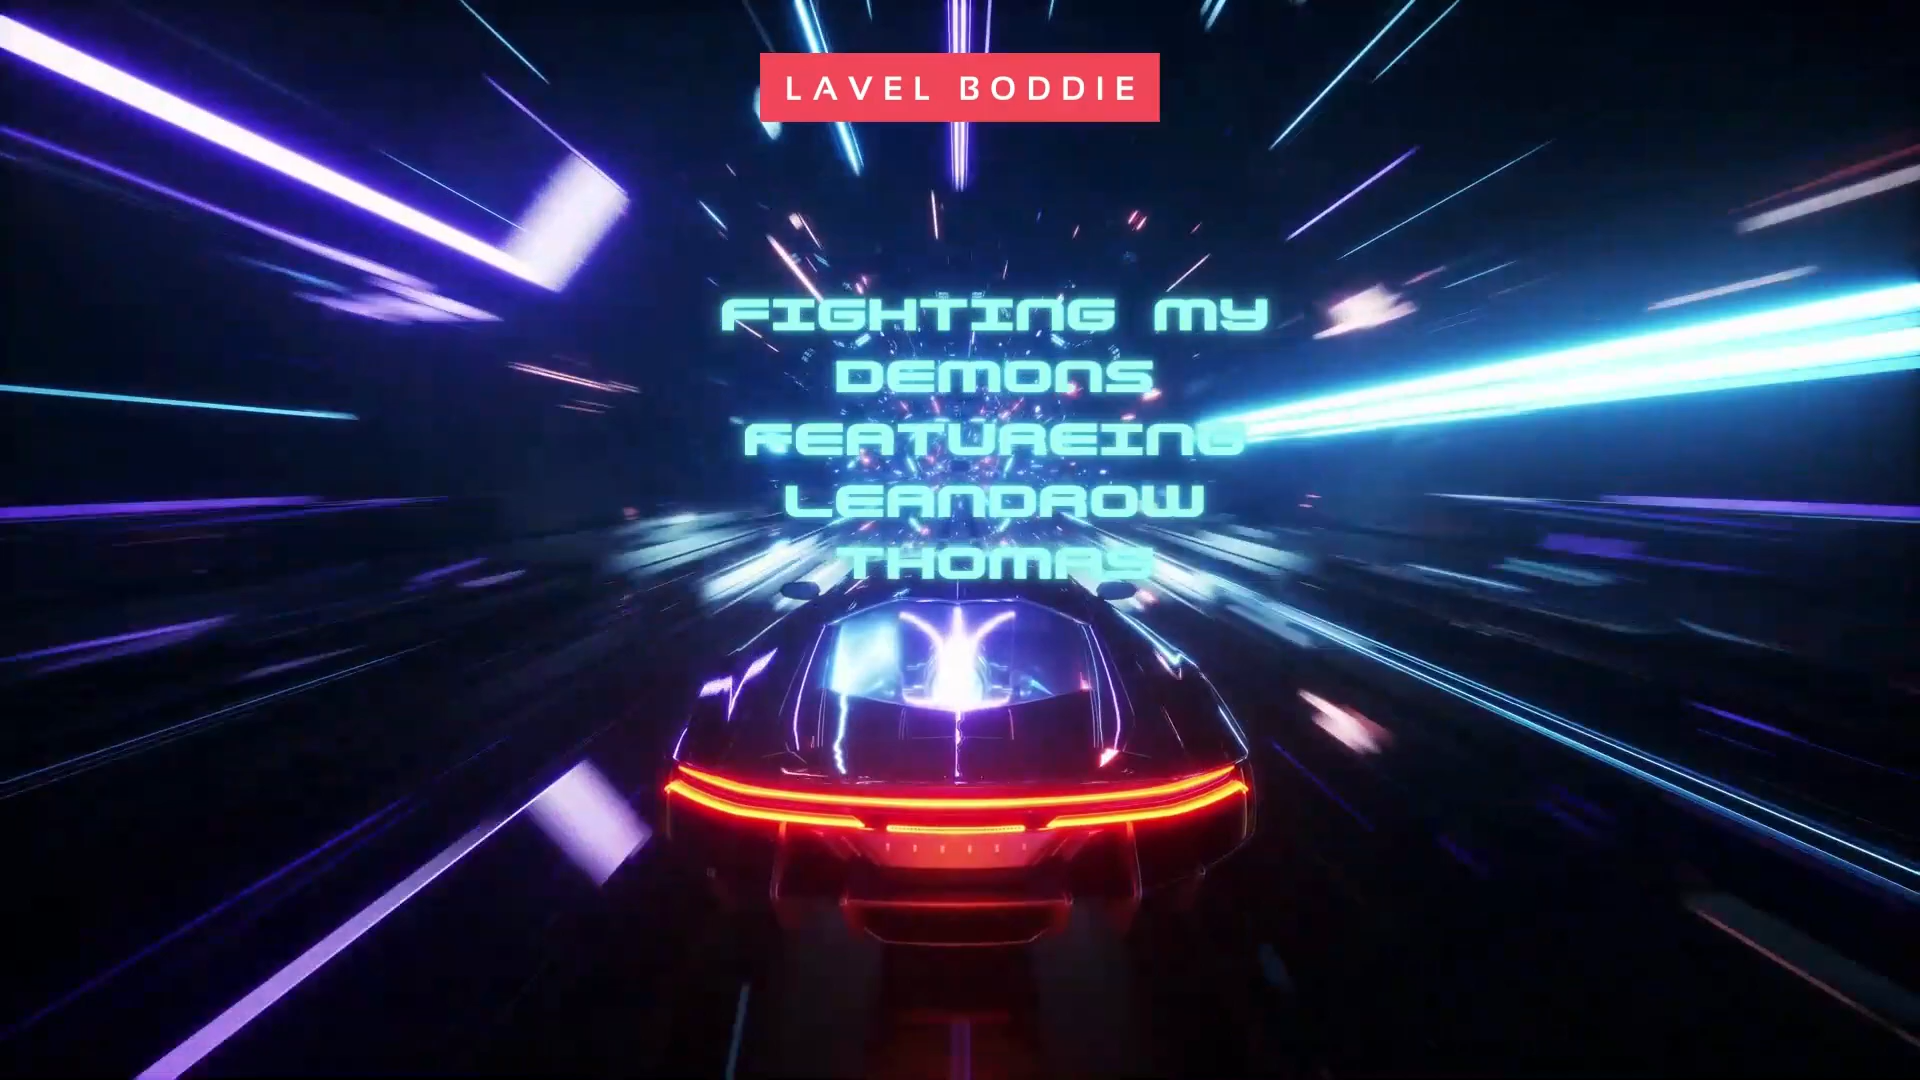 LAVEL BODDIE
FIGHTING MY
DEMONS
FEATUREING
LEANDROW
THOMAS